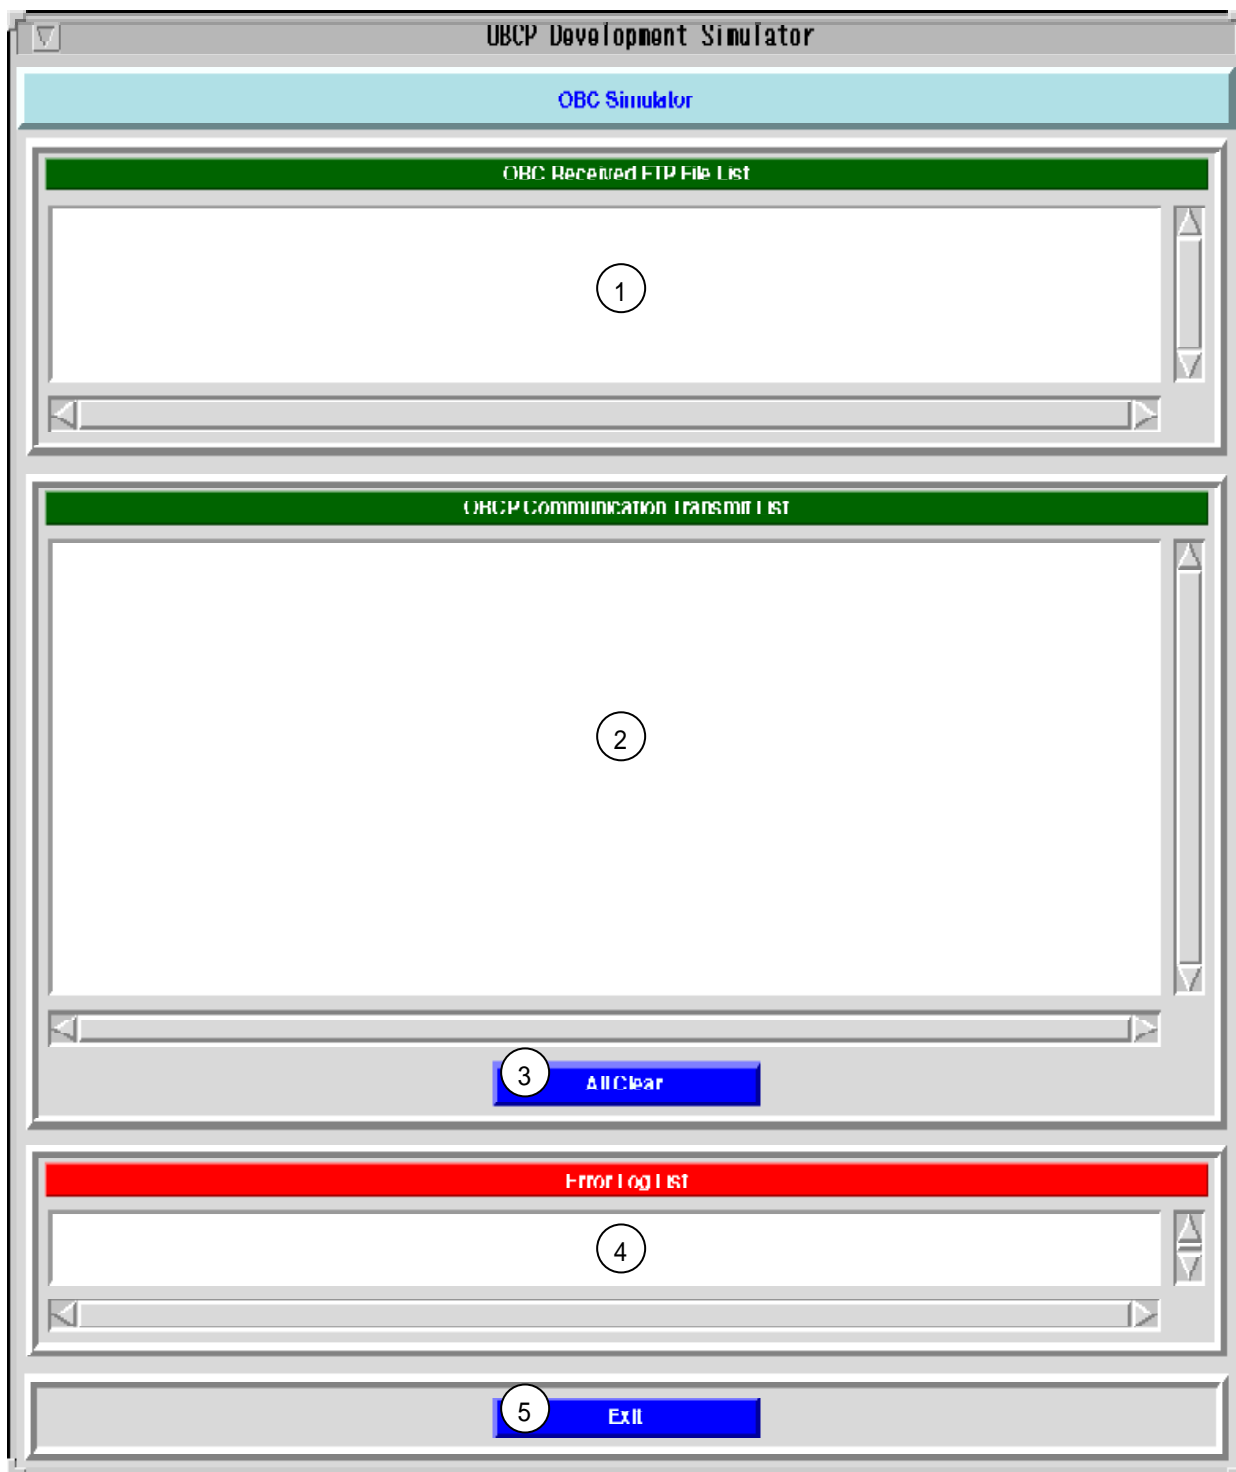 OBCP Development Simulator
OBC Simulator
OBC Received FTP File List
1
OBCP Communication Transmit List
2
3
All Clear
Error Log List
4
5
Exit